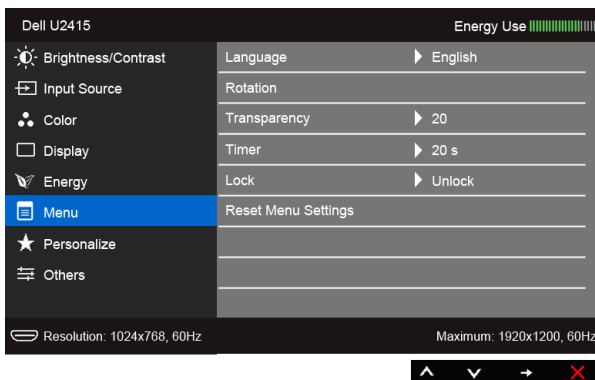 Dell U2415 Energy Use
Brightness/Contrast Language English
Input Source Rotation
Color Transparency 20
Display Timer 20 s
Energy Lock Unlock
Menu Reset Menu Settings
Personalize
Others
Resolution: 1024x768, 60Hz Maximum: 1920x1200, 60Hz